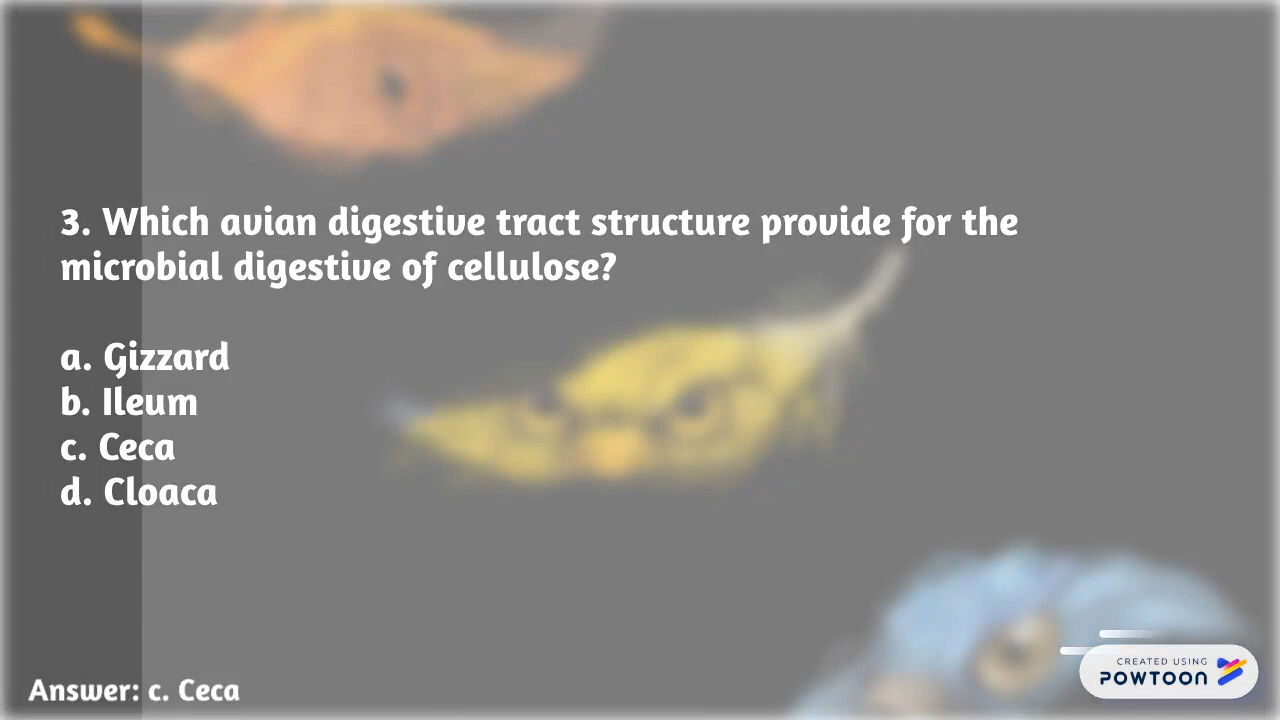 3. Which avian digestive tract structure provide for the
microbial digestive of cellulose?
a. Gizzard
b. Ileum
c. Ceca
d. Cloaca
Answer: c. Ceca
CREATED USING
POWTOON